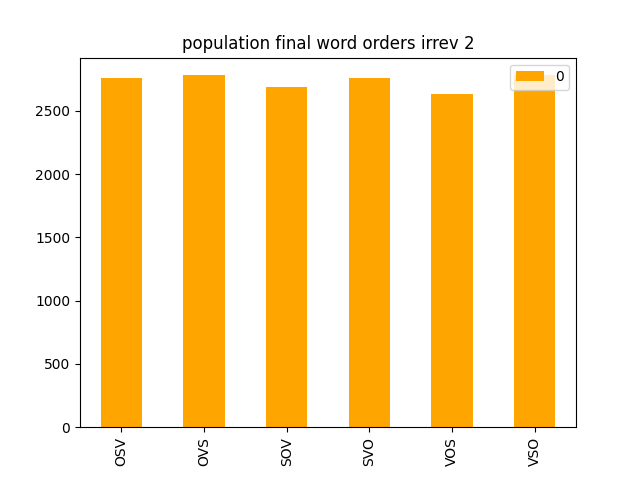 population final word orders irrev 2
0
2500
2000
1500
1000
500
0
OSV
OVS
SOV
SVO
VOS
VSO